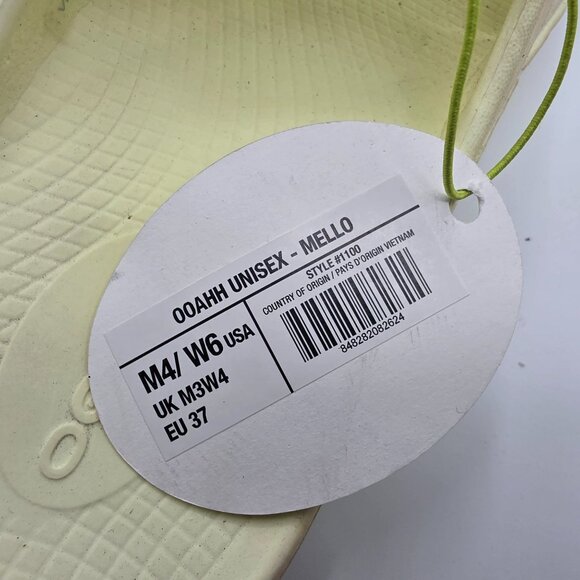 OOAHH UNISEX - MELLO
STYLE #1100
COUNTRY OF ORIGIN / PAYS D'ORIGIN VIETNAM
M4/ W6 USA
UK M3W4
EU 37
848282082624